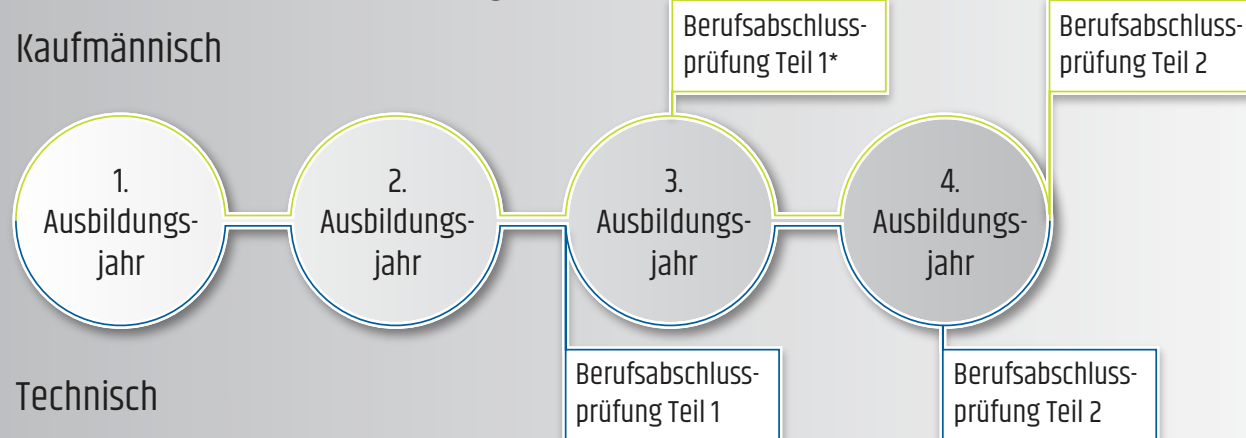 Kaufmännisch
Berufsabschluss-
prüfung Teil 1*
Berufsabschluss-
prüfung Teil 2
1.
Ausbildungs-
jahr
2.
Ausbildungs-
jahr
3.
Ausbildungs-
jahr
4.
Ausbildungs-
jahr
Technisch
Berufsabschluss-
prüfung Teil 1
Berufsabschluss-
prüfung Teil 2